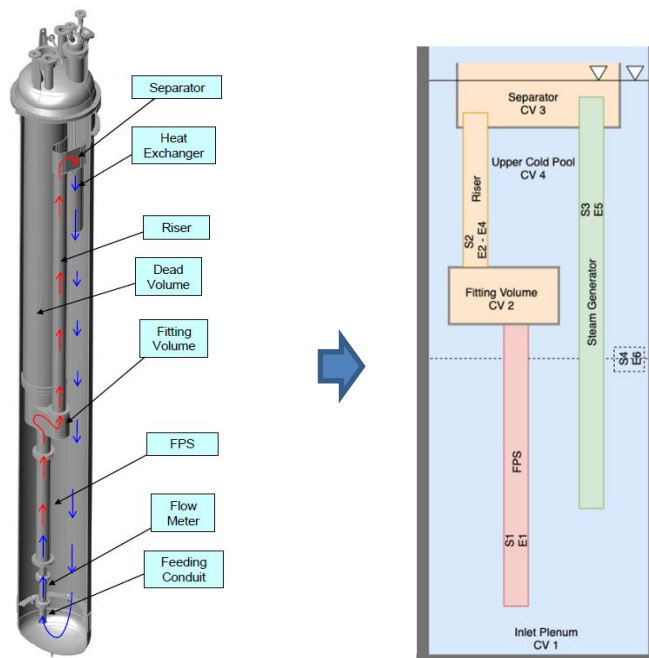 Separator
Heat
Exchanger
Riser
Dead
Volume
Fitting
Volume
FPS
Flow
Meter
Feeding
Conduit
Separator
CV 3
Upper Cold Pool
CV 4
Riser
S2
E2 - E4
S3
E5
Steam Generator
Fitting Volume
CV 2
S4
E6
FPS
S1
E1
Inlet Plenum
CV 1